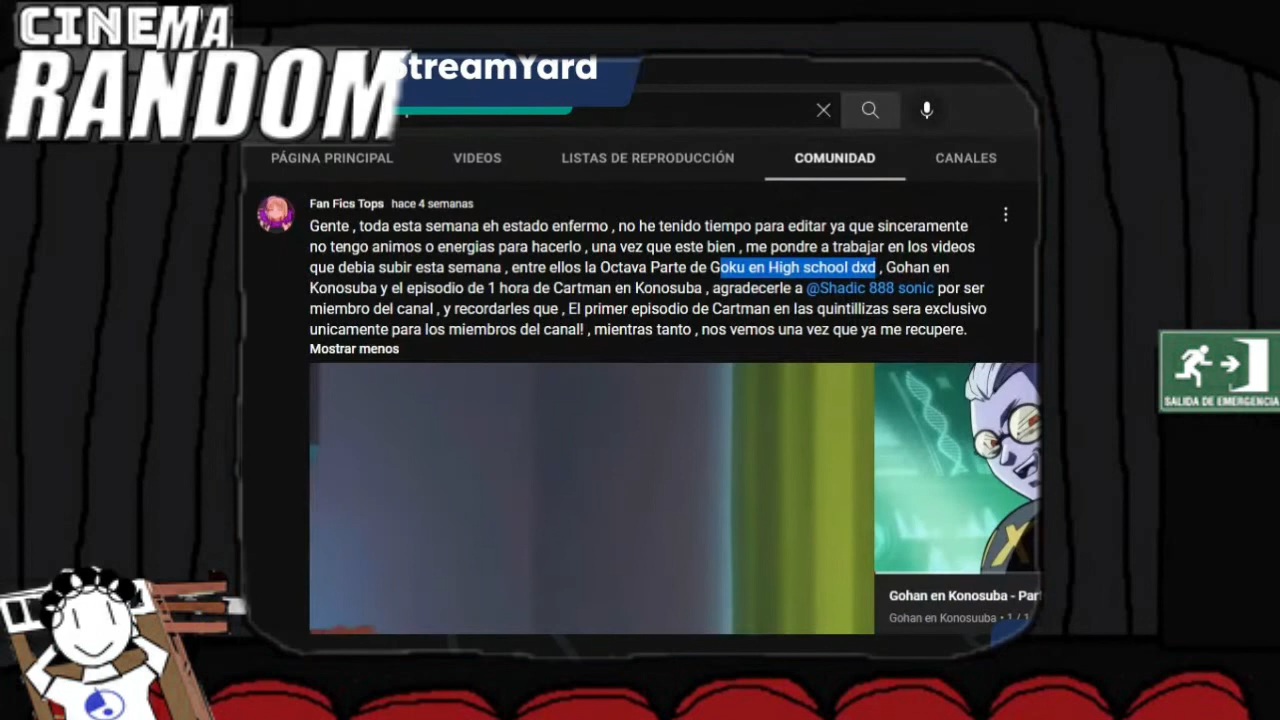 CINEMA
RANDOM
StreamYard
PÁGINA PRINCIPAL VIDEOS LISTAS DE REPRODUCCIÓN COMUNIDAD CANALES
Fan Fics Tops hace 4 semanas
Gente , toda esta semana eh estado enfermo , no he tenido tiempo para editar ya que sinceramente
no tengo animos o energias para hacerlo , una vez que este bien , me pondre a trabajar en los videos
que debia subir esta semana , entre ellos la Octava Parte de Goku en High school dxd , Gohan en
Konosuba y el episodio de 1 hora de Cartman en Konosuba , agradecerle a @Shadic 888 sonic por ser
miembro del canal , y recordarles que , El primer episodio de Cartman en las quintillizas sera exclusivo
unicamente para los miembros del canal! , mientras tanto , nos vemos una vez que ya me recupere.
Mostrar menos
SALIDA DE EMERGENCIA
Gohan en Konosuba - Par
Gohan en Konosuuba • 1 / 1